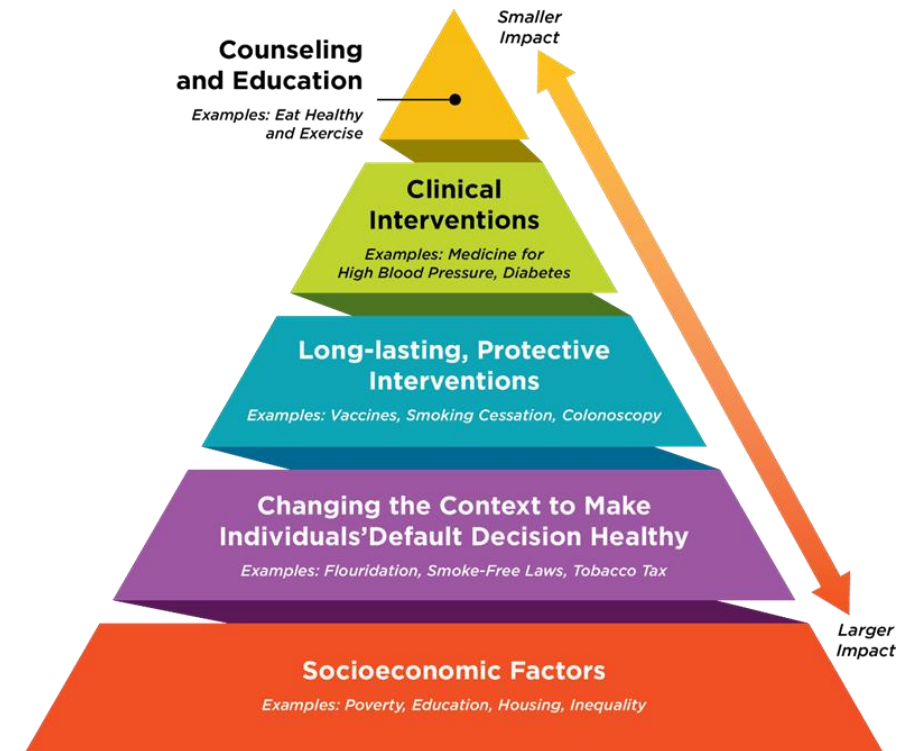 Smaller
Impact
Counseling
and Education
Examples: Eat Healthy
and Exercise
Clinical
Interventions
Examples: Medicine for
High Blood Pressure, Diabetes
Long-lasting, Protective
Interventions
Examples: Vaccines, Smoking Cessation, Colonoscopy
Changing the Context to Make
Individuals’Default Decision Healthy
Examples: Flouridation, Smoke-Free Laws, Tobacco Tax
Larger
Impact
Socioeconomic Factors
Examples: Poverty, Education, Housing, Inequality